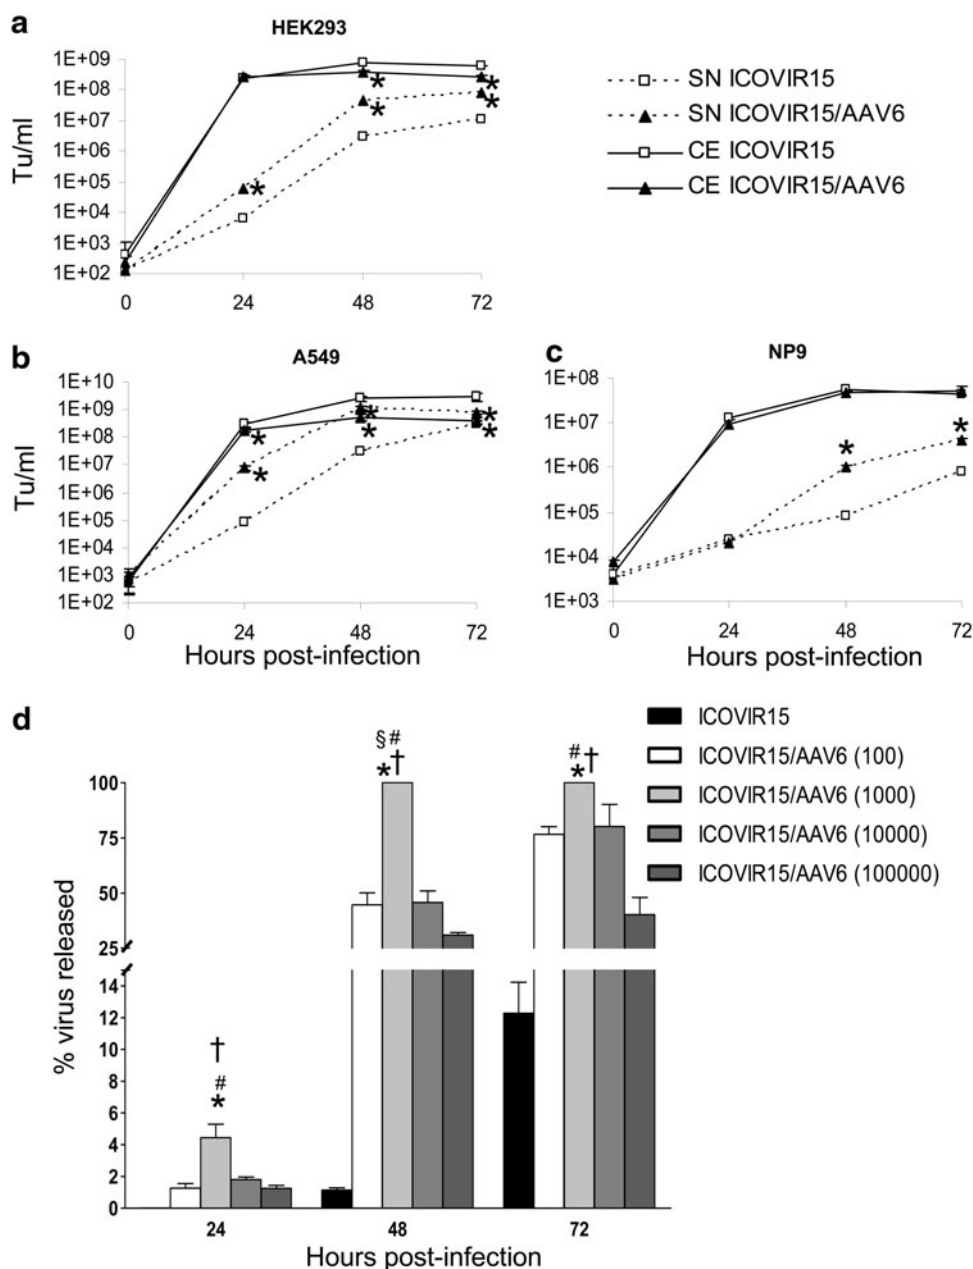 a
HEK293
1E+09
1E+08
1E+07
1E+06
1E+05
1E+04
1E+03
1E+02
Tu/ml
0 24 48 72
* * * * *
SN ICOVIR15
SN ICOVIR15/AAV6
CE ICOVIR15
CE ICOVIR15/AAV6
b
A549
1E+10
1E+09
1E+08
1E+07
1E+06
1E+05
1E+04
1E+03
1E+02
Tu/ml
0 24 48 72
* * * * * *
c
NP9
1E+08
1E+07
1E+06
1E+05
1E+04
1E+03
0 24 48 72
* *
Hours post-infection
Hours post-infection
d
ICOVIR15
ICOVIR15/AAV6 (100)
ICOVIR15/AAV6 (1000)
ICOVIR15/AAV6 (10000)
ICOVIR15/AAV6 (100000)
% virus released
100
75
50
25
14
12
10
8
6
4
2
0
†
#
*
§ #
* †
#
* †
24 48 72
Hours post-infection